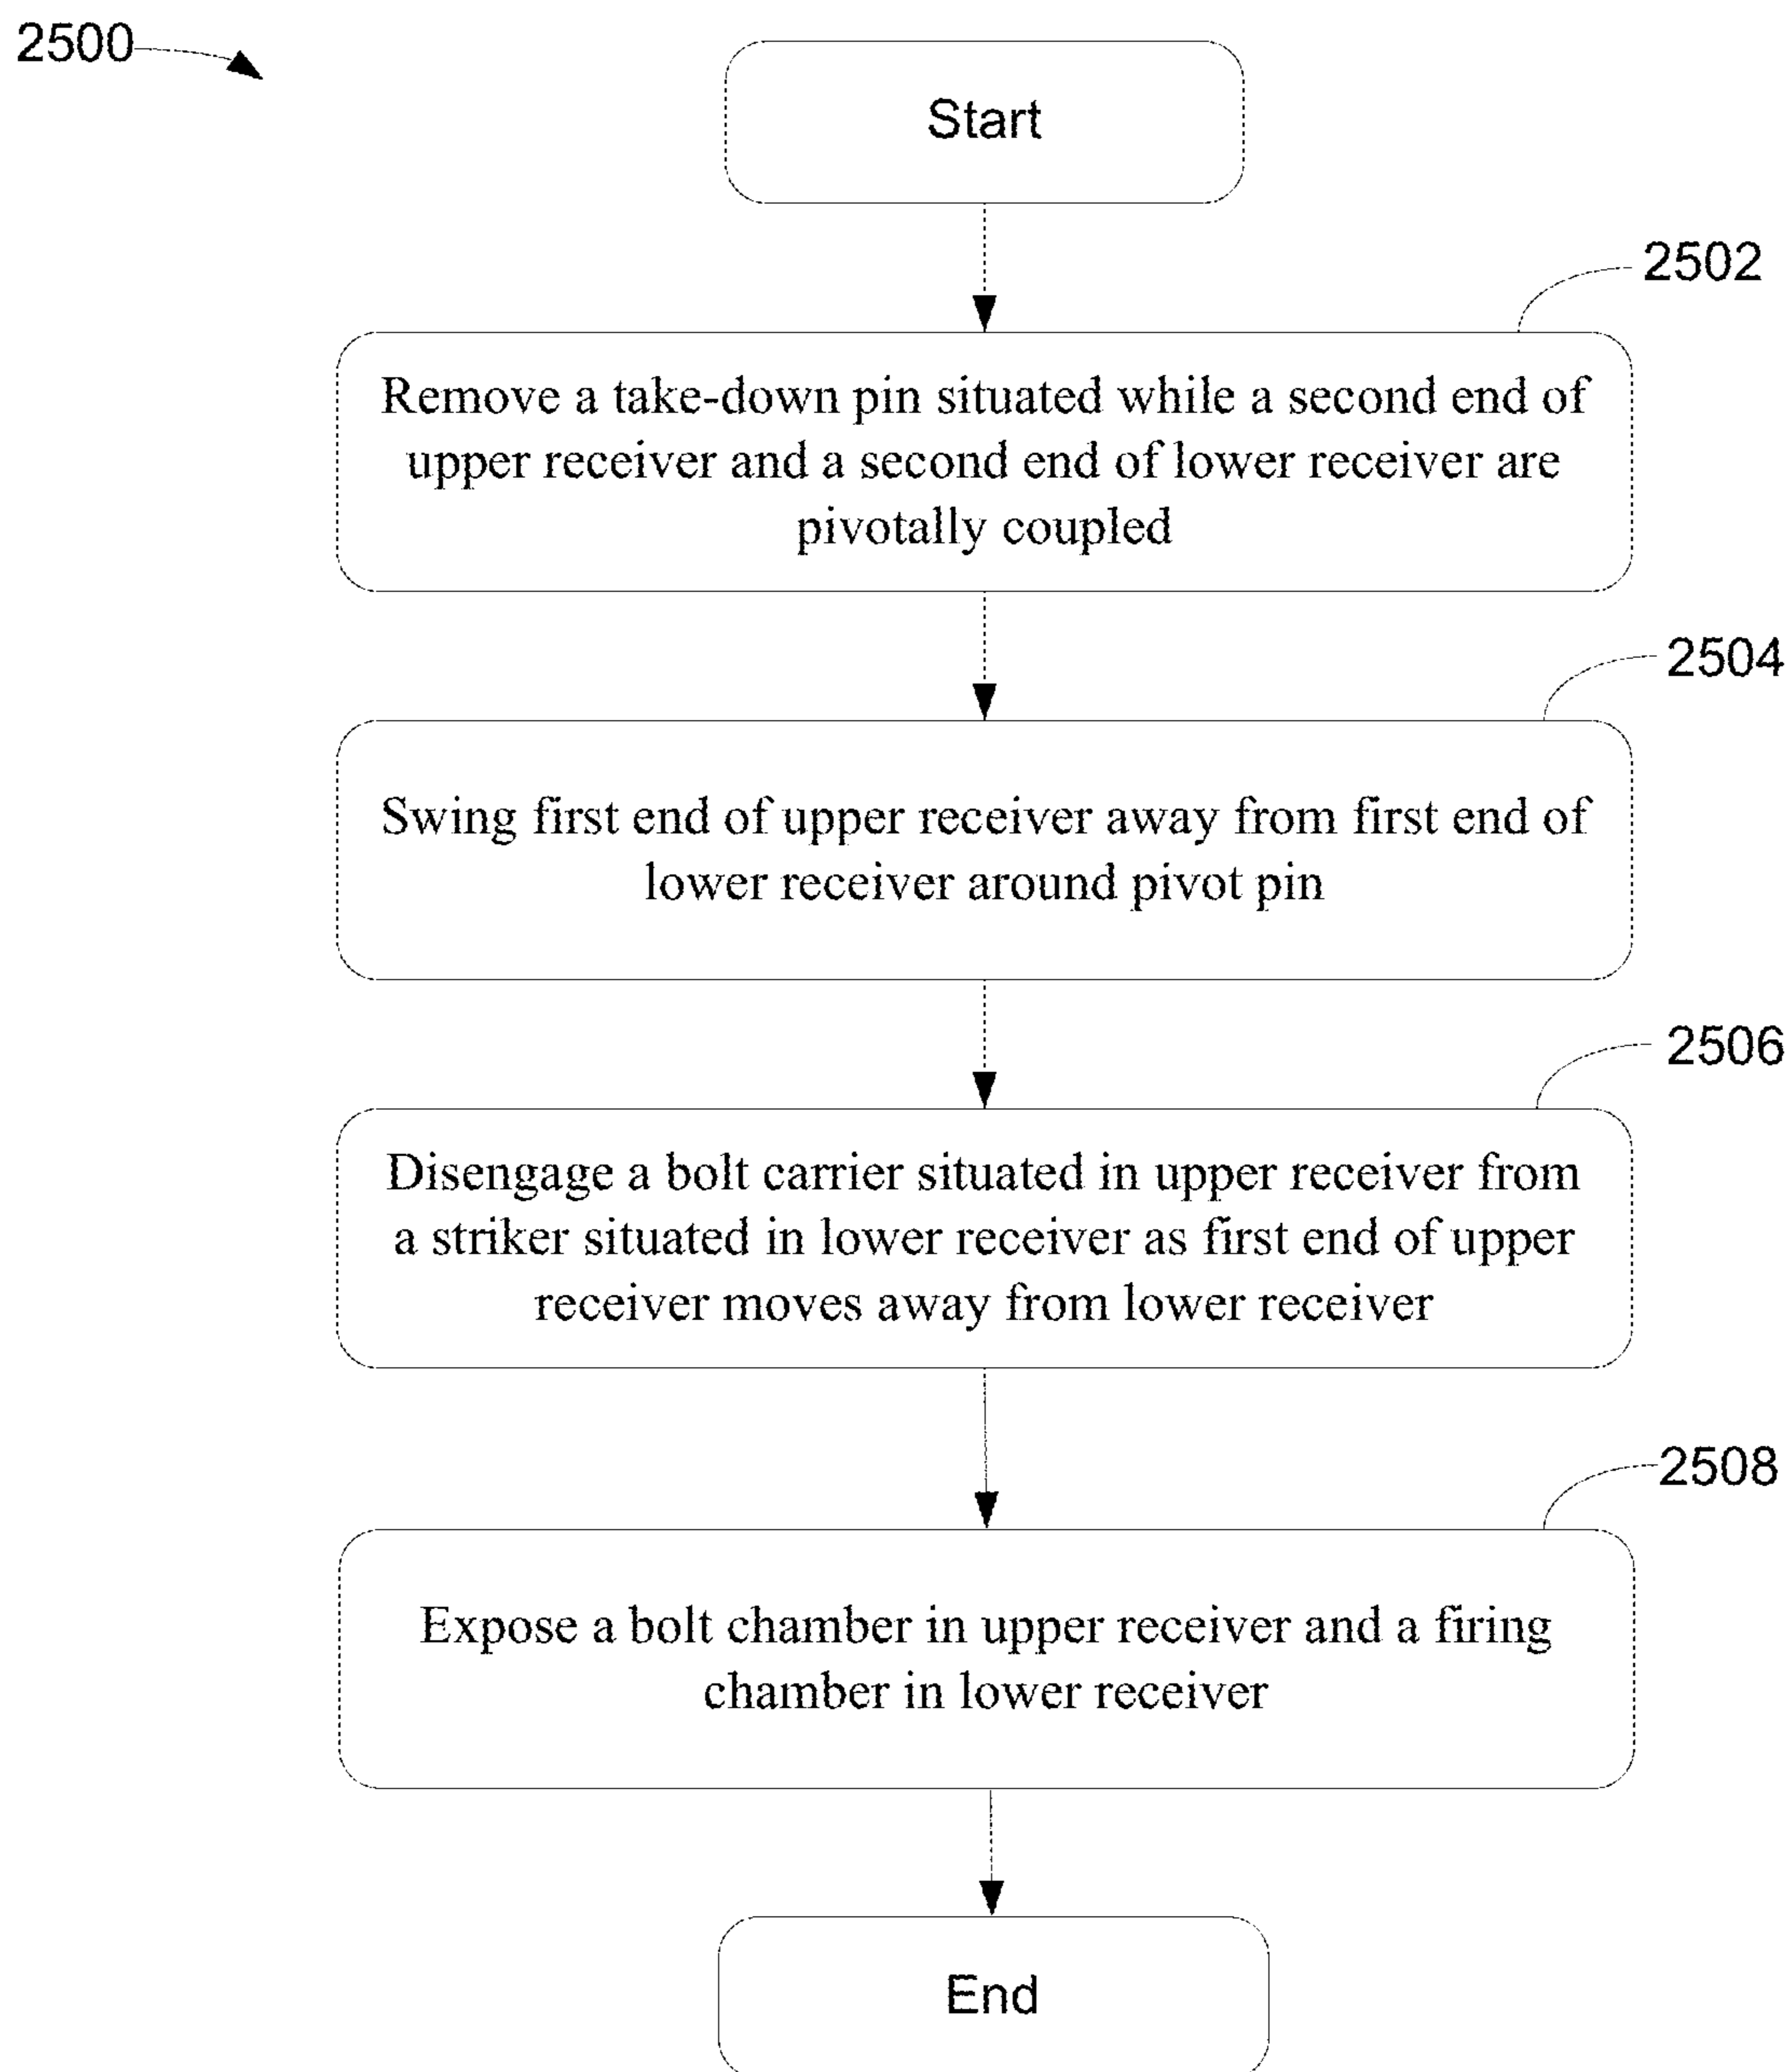 2500
Start
2502
Remove a take-down pin situated while a second end of
upper receiver and a second end of lower receiver are
pivotally coupled
2504
Swing first end of upper receiver away from first end of
lower receiver around pivot pin
2506
Disengage a bolt carrier situated in upper receiver from
a striker situated in lower receiver as first end of upper
receiver moves away from lower receiver
2508
Expose a bolt chamber in upper receiver and a firing
chamber in lower receiver
End